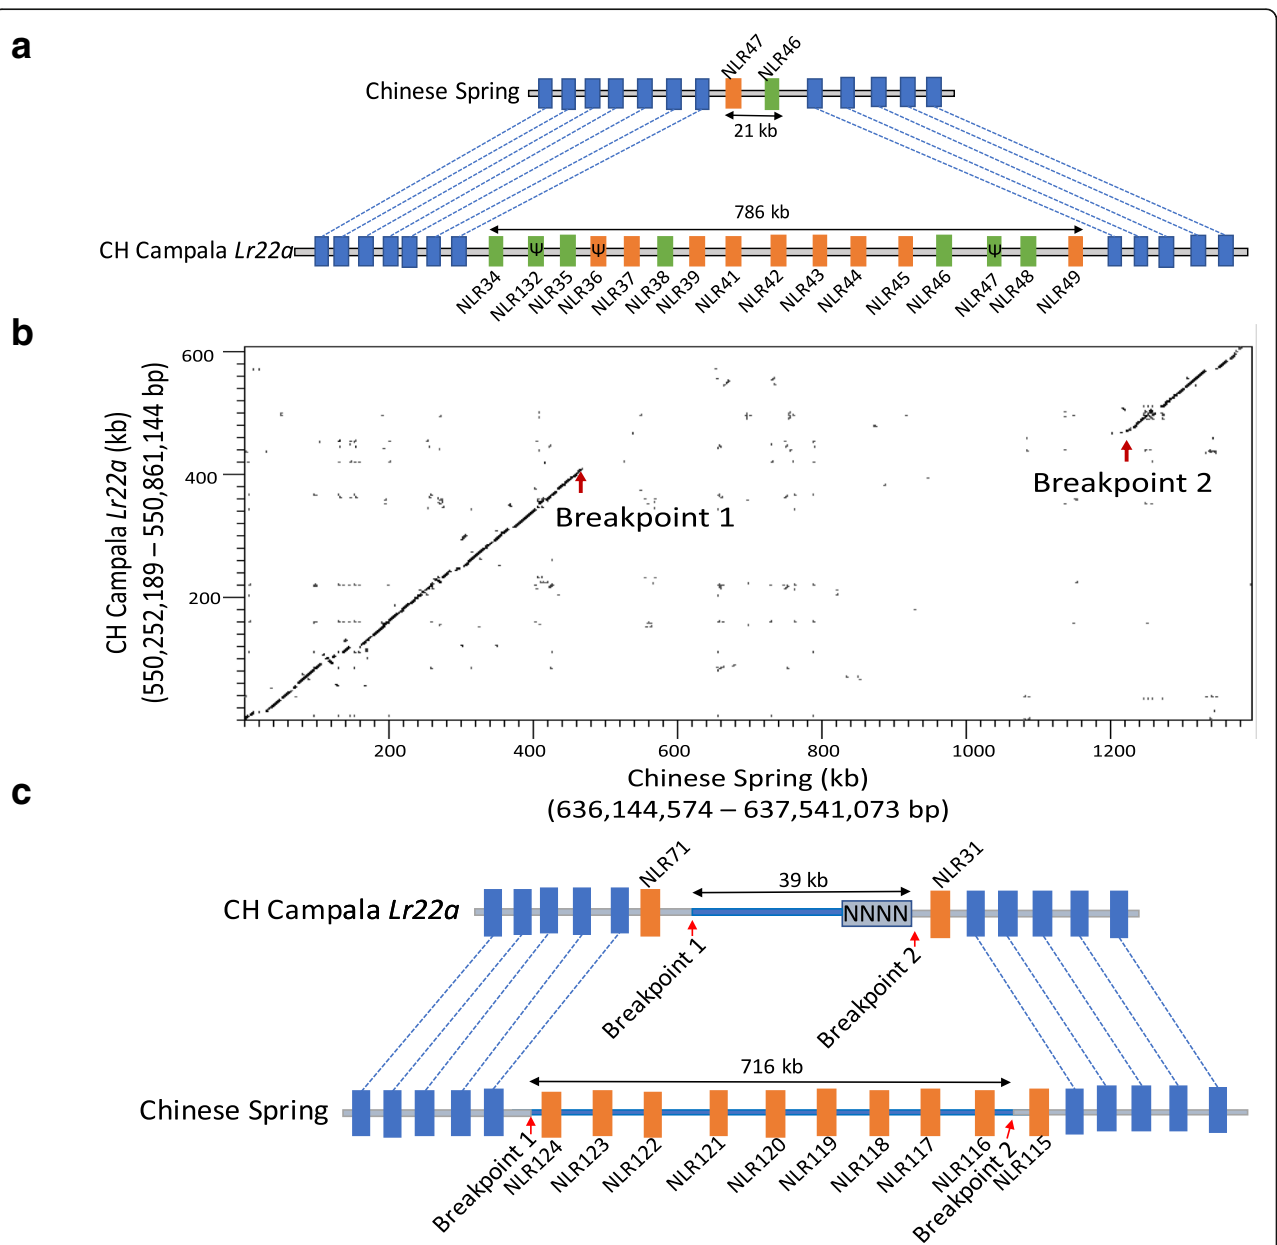 a
NLR47 NLR46
Chinese Spring
21 kb
786 kb
CH Campala Lr22a
Ψ Ψ Ψ
NLR34 NLR132 NLR35 NLR36 NLR37 NLR38 NLR39 NLR41 NLR42 NLR43 NLR44 NLR45 NLR46 NLR47 NLR48 NLR49
b
CH Campala Lr22a (kb)
(550,252,189 – 550,861,144 bp)
600
400
200
Breakpoint 1
Breakpoint 2
200 400 600 800 1000 1200
Chinese Spring (kb)
(636,144,574 – 637,541,073 bp)
c
NLR71 NLR31
39 kb
CH Campala Lr22a
NNNN
Breakpoint 1 Breakpoint 2
716 kb
Chinese Spring
Breakpoint 1 NLR124 NLR123 NLR122 NLR121 NLR120 NLR119 NLR118 NLR117 NLR116 Breakpoint 2 NLR115